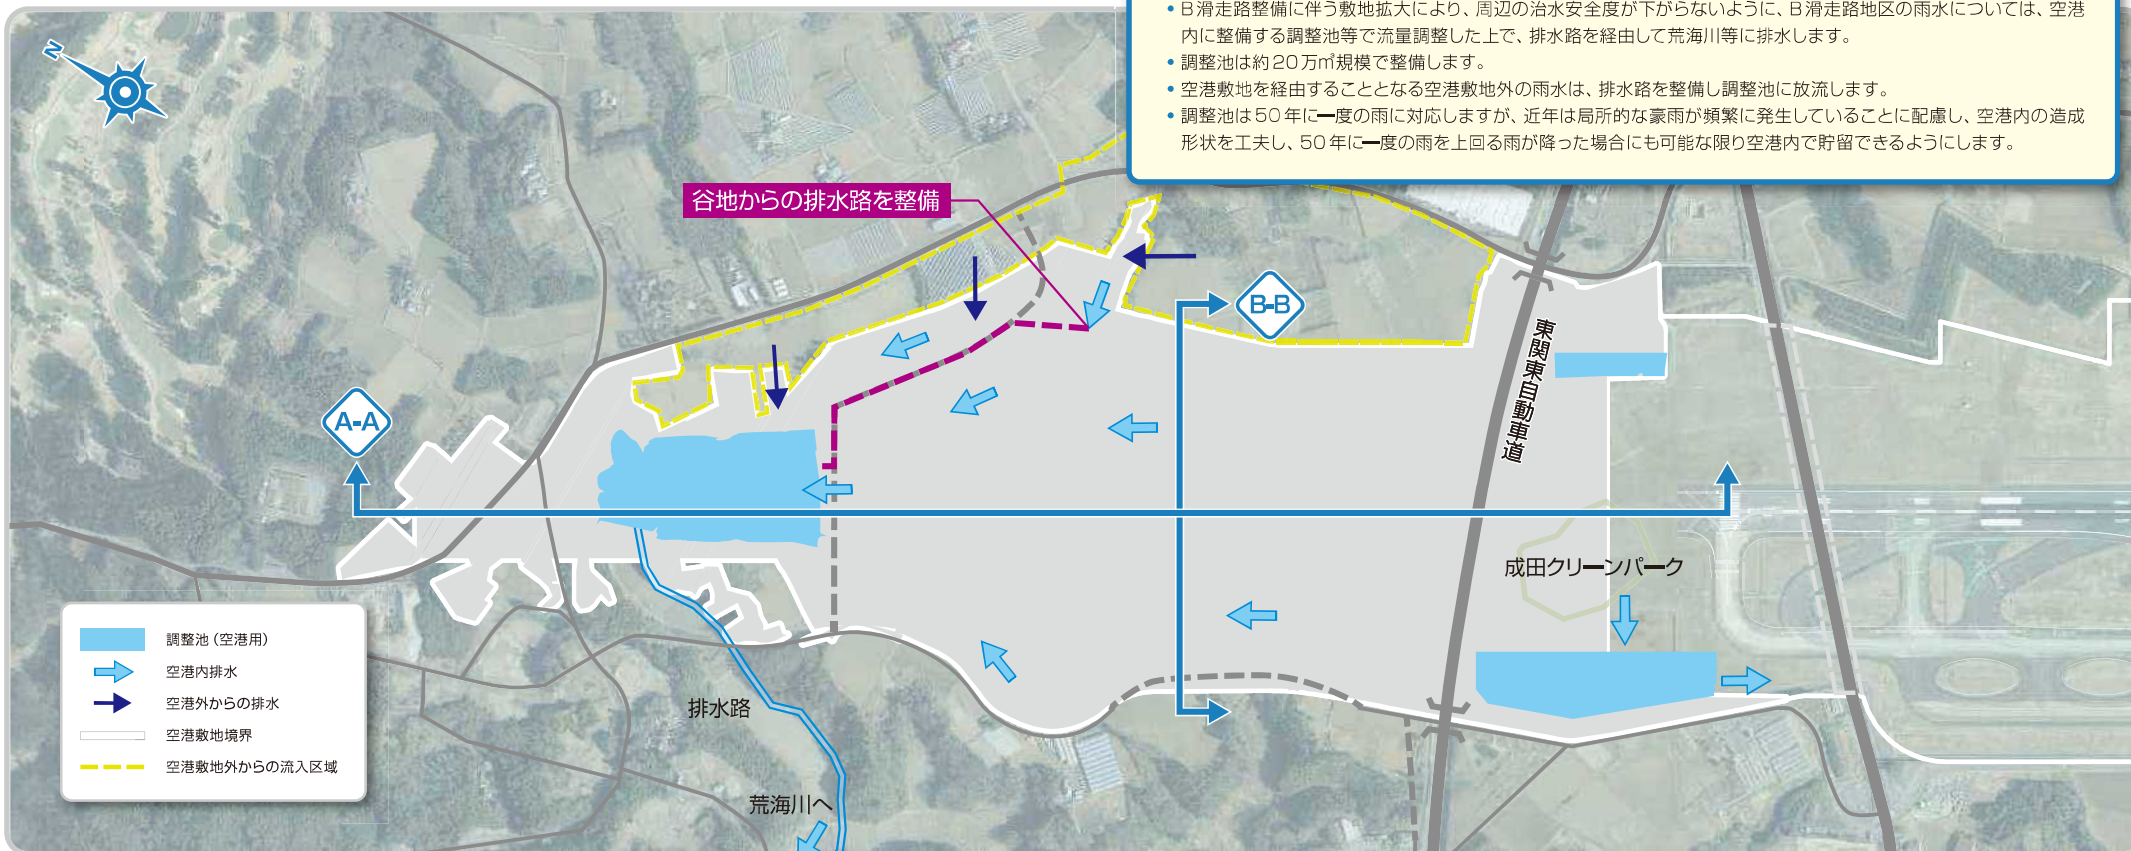 • B滑走路整備に伴う敷地拡大により、周辺の治水安全度が下がらないように、B滑走路地区の雨水については、空港
内に整備する調整池等で流量調整した上で、排水路を経由して荒海川等に排水します。
• 調整池は約20万㎥規模で整備します。
• 空港敷地を経由することとなる空港敷地外の雨水は、排水路を整備し調整池に放流します。
• 調整池は50年に一度の雨に対応しますが、近年は局所的な豪雨が頻繁に発生していることに配慮し、空港内の造成
形状を工夫し、50年に一度の雨を上回る雨が降った場合にも可能な限り空港内で貯留できるようにします。
N
谷地からの排水路を整備
B-B
東関東自動車道
A-A
成田クリーンパーク
調整池(空港用)
空港内排水
空港外からの排水
空港敷地境界
空港敷地外からの流入区域
排水路
荒海川へ